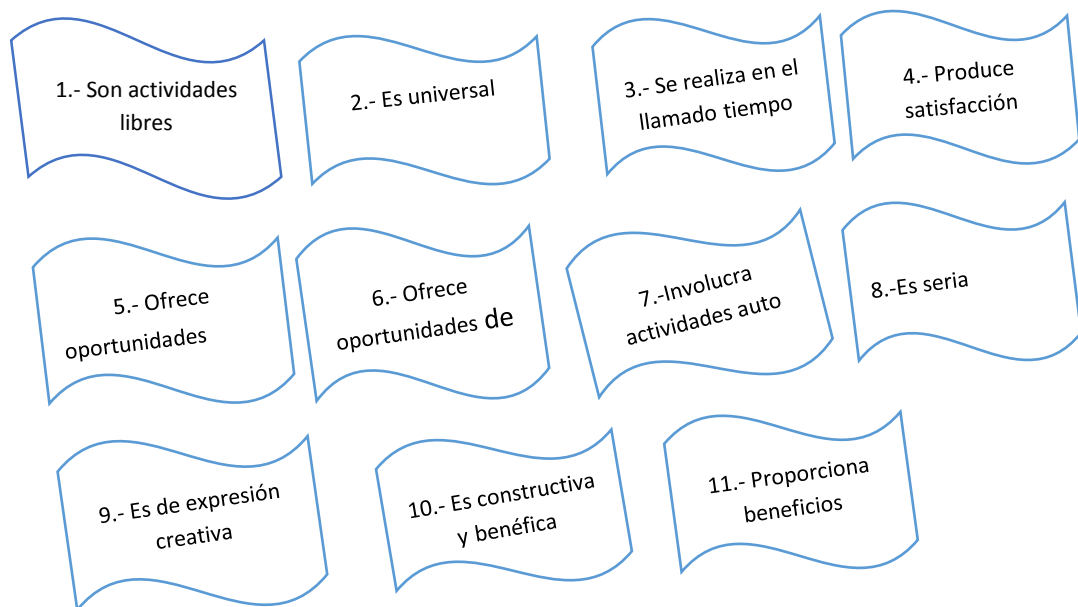 1.- Son actividades
libres
2.- Es universal
3.- Se realiza en el
llamado tiempo
4.- Produce
satisfacción
5.- Ofrece
oportunidades
6.- Ofrece
oportunidades de
7.-Involucra
actividades auto
8.-Es seria
9.- Es de expresión
creativa
10.- Es constructiva
y benéfica
11.- Proporciona
beneficios